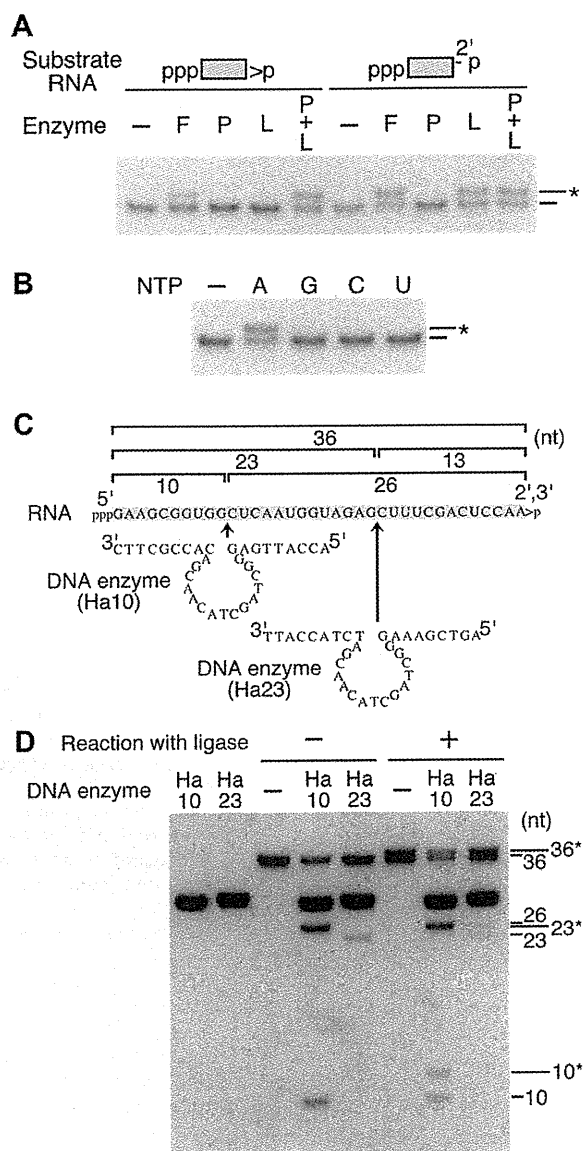 A
Substrate RNA
ppp >p ppp 2' - p
Enzyme – F P L P + L – F P L P + L
*
B
NTP – A G C U
*
C
36 (nt)
23 13
10 26
5' 2',3'
RNA pppGAAGCGGUGGCUCAAUGGUAGAGCUUUCGACUCCAA>p
3'CTTCGCCAC GAGTTACCA5'
DNA enzyme (Ha10)
3'TTACCATCT GAAAGCTGA5'
DNA enzyme (Ha23)
D
Reaction with ligase – +
DNA enzyme Ha 10 Ha 23 – Ha 10 Ha 23 – Ha 10 Ha 23
(nt)
36*
36
26
23*
23
10*
10